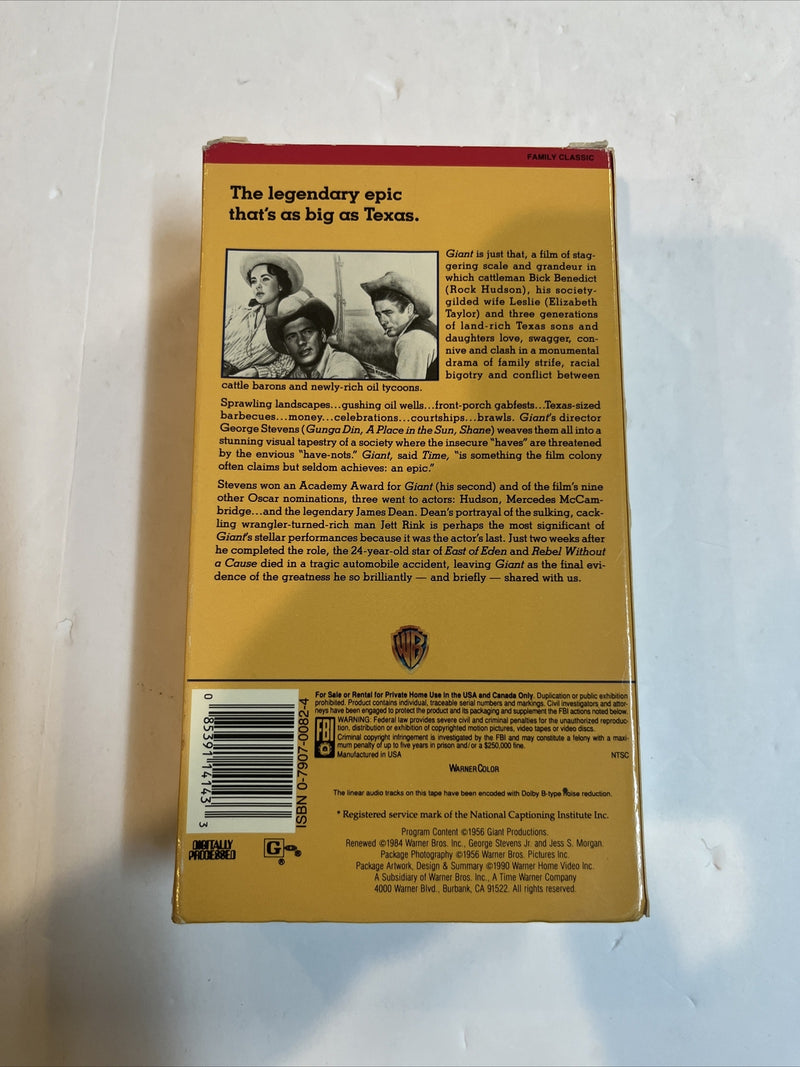 FAMILY CLASSIC
The legendary epic
that's as big as Texas.
Giant is just that, a film of stag-
gering scale and grandeur in
which cattleman Bick Benedict
(Rock Hudson), his society-
gilded wife Leslie (Elizabeth
Taylor) and three generations
of land-rich Texas sons and
daughters love, swagger, con-
nive and clash in a monumental
drama of family strife, racial
bigotry and conflict between
cattle barons and newly-rich oil tycoons.
Sprawling landscapes...gushing oil wells...front-porch gabfests...Texas-sized
barbecues...money...celebrations...courtships...brawls. Giant's director
George Stevens (Gunga Din, A Place in the Sun, Shane) weaves them all into a
stunning visual tapestry of a society where the insecure "haves" are threatened
by the envious "have-nots." Giant, said Time, "is something the film colony
often claims but seldom achieves: an epic."
Stevens won an Academy Award for Giant (his second) and of the film's nine
other Oscar nominations, three went to actors: Hudson, Mercedes McCam-
bridge...and the legendary James Dean. Dean's portrayal of the sulking, cack-
ling wrangler-turned-rich man Jett Rink is perhaps the most significant of
Giant's stellar performances because it was the actor's last. Just two weeks after
he completed the role, the 24-year-old star of East of Eden and Rebel Without
a Cause died in a tragic automobile accident, leaving Giant as the final evi-
dence of the greatness he so brilliantly — and briefly — shared with us.
WB
For Sale or Rental for Private Home Use in the USA and Canada Only. Duplication or public exhibition
prohibited. Product contains individual, traceable serial numbers and markings. Civil investigators and attor-
neys have been engaged to protect the product and its packaging and supplement the FBI actions noted below.
FBI
WARNING: Federal law provides severe civil and criminal penalties for the unauthorized reproduc-
tion, distribution or exhibition of copyrighted motion pictures, video tapes or video discs.
Criminal copyright infringement is investigated by the FBI and may constitute a felony with a maxi-
mum penalty of up to five years in prison and/or a $250,000 fine.
Manufactured in USA
NTSC
WARNERCOLOR
The linear audio tracks on this tape have been encoded with Dolby B-type noise reduction.
* Registered service mark of the National Captioning Institute Inc.
Program Content ©1956 Giant Productions.
Renewed ©1984 Warner Bros. Inc., George Stevens Jr. and Jess S. Morgan.
Package Photography ©1956 Warner Bros. Pictures Inc.
Package Artwork, Design & Summary ©1990 Warner Home Video Inc.
A Subsidiary of Warner Bros. Inc., A Time Warner Company
4000 Warner Blvd., Burbank, CA 91522. All rights reserved.
0 85391-14143 3
ISBN 0-7907-0082-4
DIGITALLY
PROCESSED
G ®
®